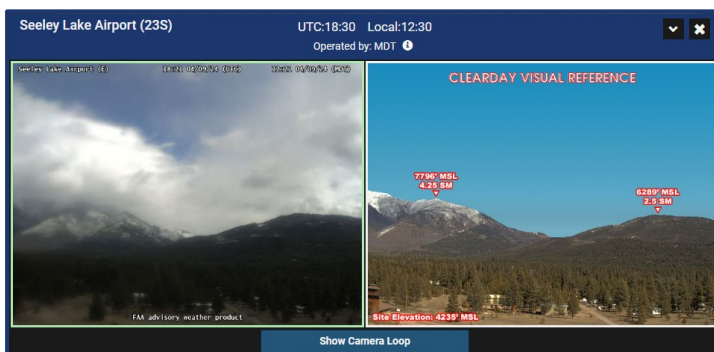 Seeley Lake Airport (23S)
UTC:18:30 Local:12:30
Operated by: MDT
Seeley Lake Airport (E) 18:21 04/09/24 (UTC) 12:21 04/09/24 (MDT)
CLEARDAY VISUAL REFERENCE
7796' MSL
4.25 SM
6289' MSL
2.5 SM
FAA advisory weather product
Site Elevation: 4235' MSL
Show Camera Loop